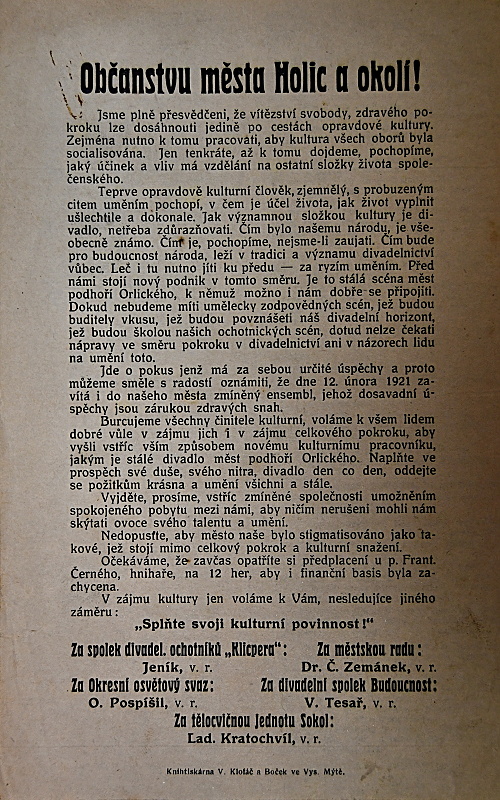 Občanstvu města Holic a okolí!
Jsme plně přesvědčeni, že vítězství svobody, zdravého po-
kroku lze dosáhnouti jedině po cestách opravdové kultury.
Zejména nutno k tomu pracovati, aby kultura všech oborů byla
socialisována. Jen tenkráte, až k tomu dojdeme, pochopíme,
jaký účinek a vliv má vzdělání na ostatní složky života spole-
čenského.
Teprve opravdově kulturní člověk, zjemnělý, s probuzeným
citem uměním pochopí, v čem je účel života, jak život vyplnit
ušlechtile a dokonale. Jak významnou složkou kultury je di-
vadlo, netřeba zdůrazňovati. Čím bylo našemu národu, je vše-
obecně známo. Čím je, pochopíme, nejsme-li zaujati. Čím bude
pro budoucnost národa, leží v tradici a významu divadelnictví
vůbec. Leč i tu nutno jíti ku předu — za ryzím uměním. Před
námi stojí nový podnik v tomto směru. Je to stálá scéna měst
podhoří Orlického, k němuž možno i nám dobře se připojiti.
Dokud nebudeme míti umělecky zodpovědných scén, jež budou
buditely vkusu, jež budou povznášeti náš divadelní horizont,
jež budou školou našich ochotnických scén, dotud nelze čekati
nápravy ve směru pokroku v divadelnictví ani v názorech lidu
na umění toto.
Jde o pokus jenž má za sebou určité úspěchy a proto
můžeme směle s radostí oznámiti, že dne 12. února 1921 za-
vítá i do našeho města zmíněný ensembl, jehož dosavadní ú-
spěchy jsou zárukou zdravých snah.
Burcujeme všechny činitele kulturní, voláme k všem lidem
dobré vůle v zájmu jich i v zájmu celkového pokroku, aby
vyšli vstříc vším způsobem novému kulturnímu pracovníku,
jakým je stálé divadlo měst podhoří Orlického. Naplňte ve
prospěch své duše, svého nitra, divadlo den co den, oddejte
se požitkům krásna a umění všichni a stále.
Vyjděte, prosíme, vstříc zmíněné společnosti umožněním
spokojeného pobytu mezi námi, aby ničím nerušeni mohli nám
skýtati ovoce svého talentu a umění.
Nedopusťte, aby město naše bylo stigmatisováno jako ta-
kové, jež stojí mimo celkový pokrok a kulturní snažení.
Očekáváme, že zavčas opatříte si předplacení u p. Frant.
Černého, knihaře, na 12 her, aby i finanční basis byla za-
chycena.
V zájmu kultury jen voláme k Vám, nesledujíce jiného
záměru:
„Splňte svoji kulturní povinnost!“
Za spolek divadel. ochotníků „Klicpera“:
Jeník, v. r.
Za městskou radu:
Dr. Č. Zemánek, v. r.
Za Okresní osvětový svaz:
O. Pospíšil, v. r.
Za divadelní spolek Budoucnost:
V. Tesař, v. r.
Za tělocvičnou Jednotu Sokol:
Lad. Kratochvíl, v. r.
Knihtiskárna V. Klofáč a Boček ve Vys. Mýtě.